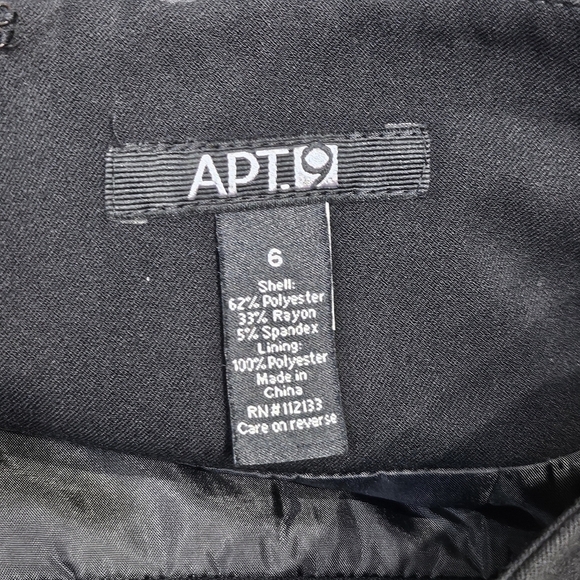 APT.9
6
Shell:
62% Polyester
33% Rayon
5% Spandex
Lining:
100% Polyester
Made in
China
RN# 112133
Care on reverse